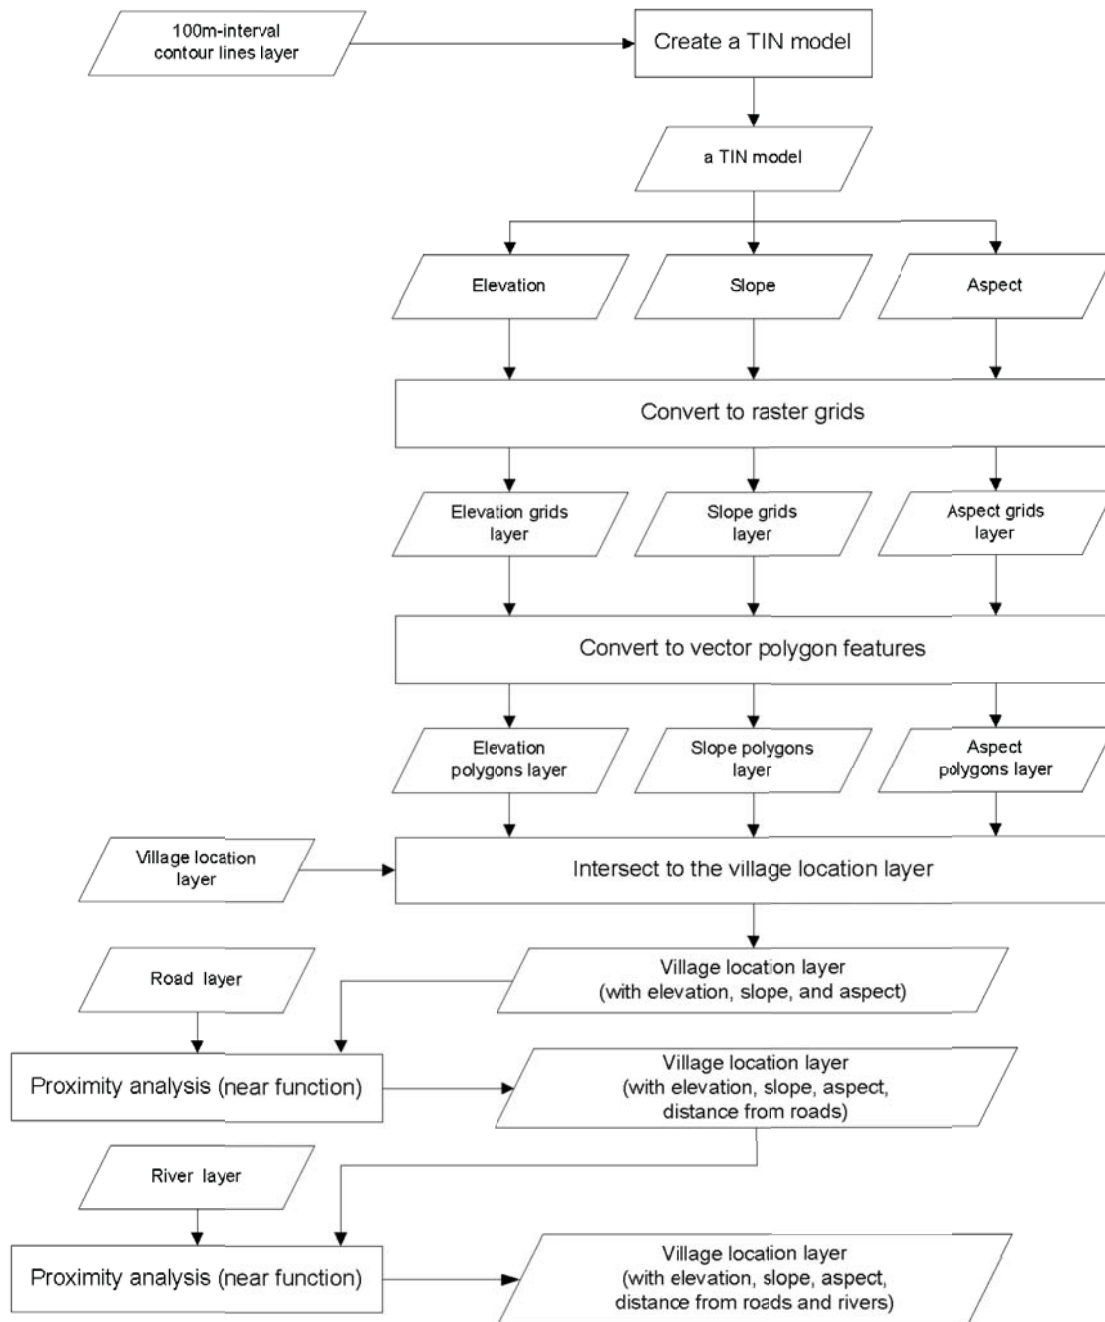 100m-interval
contour lines layer
Create a TIN model
a TIN model
Elevation
Slope
Aspect
Convert to raster grids
Elevation grids
layer
Slope grids
layer
Aspect grids
layer
Convert to vector polygon features
Elevation
polygons layer
Slope polygons
layer
Aspect
polygons layer
Village location
layer
Intersect to the village location layer
Road layer
Village location layer
(with elevation, slope, and aspect)
Proximity analysis (near function)
Village location layer
(with elevation, slope, aspect,
distance from roads)
River layer
Proximity analysis (near function)
Village location layer
(with elevation, slope, aspect,
distance from roads and rivers)